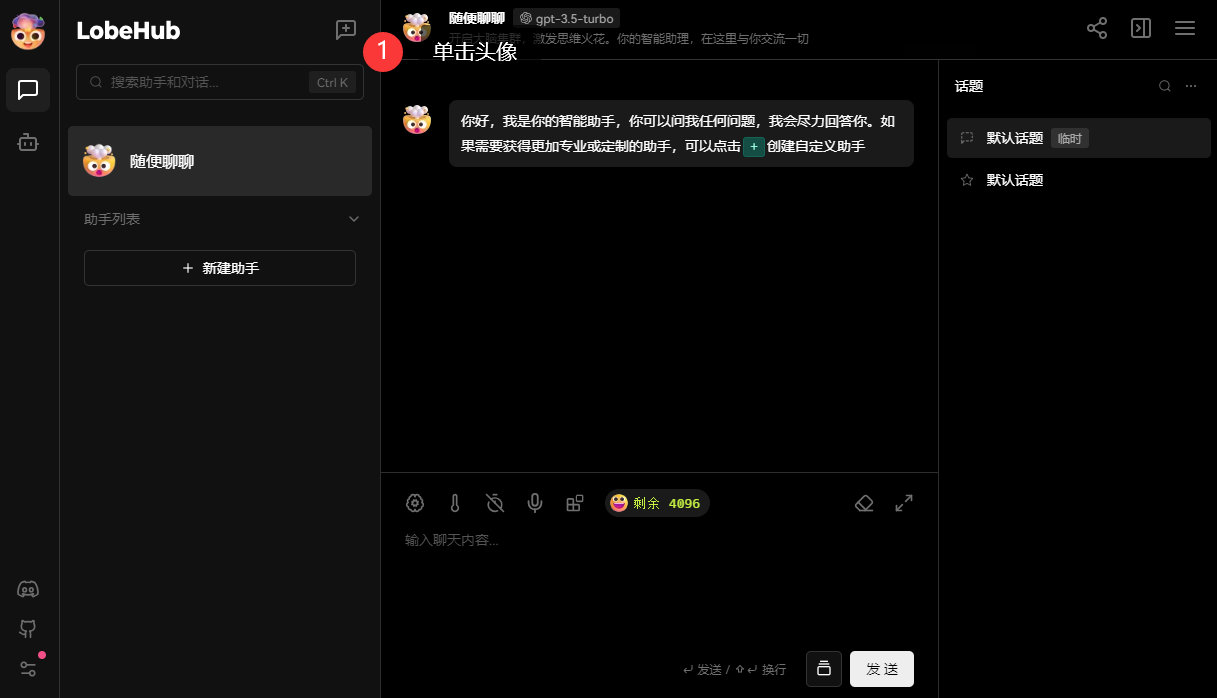 LobeHub
搜索助手和对话...
Ctrl K
随便聊聊
助手列表
新建助手
随便聊聊
gpt-3.5-turbo
开启大脑集群，激发思维火花。你的智能助理，在这里与你交流一切
1
单击头像
你好，我是你的智能助手，你可以问我任何问题，我会尽力回答你。如
果需要获得更加专业或定制的助手，可以点击 + 创建自定义助手
话题
默认话题 临时
默认话题
剩余 4096
输入聊天内容...
↵ 发送 / ⇧ ↵ 换行
发 送